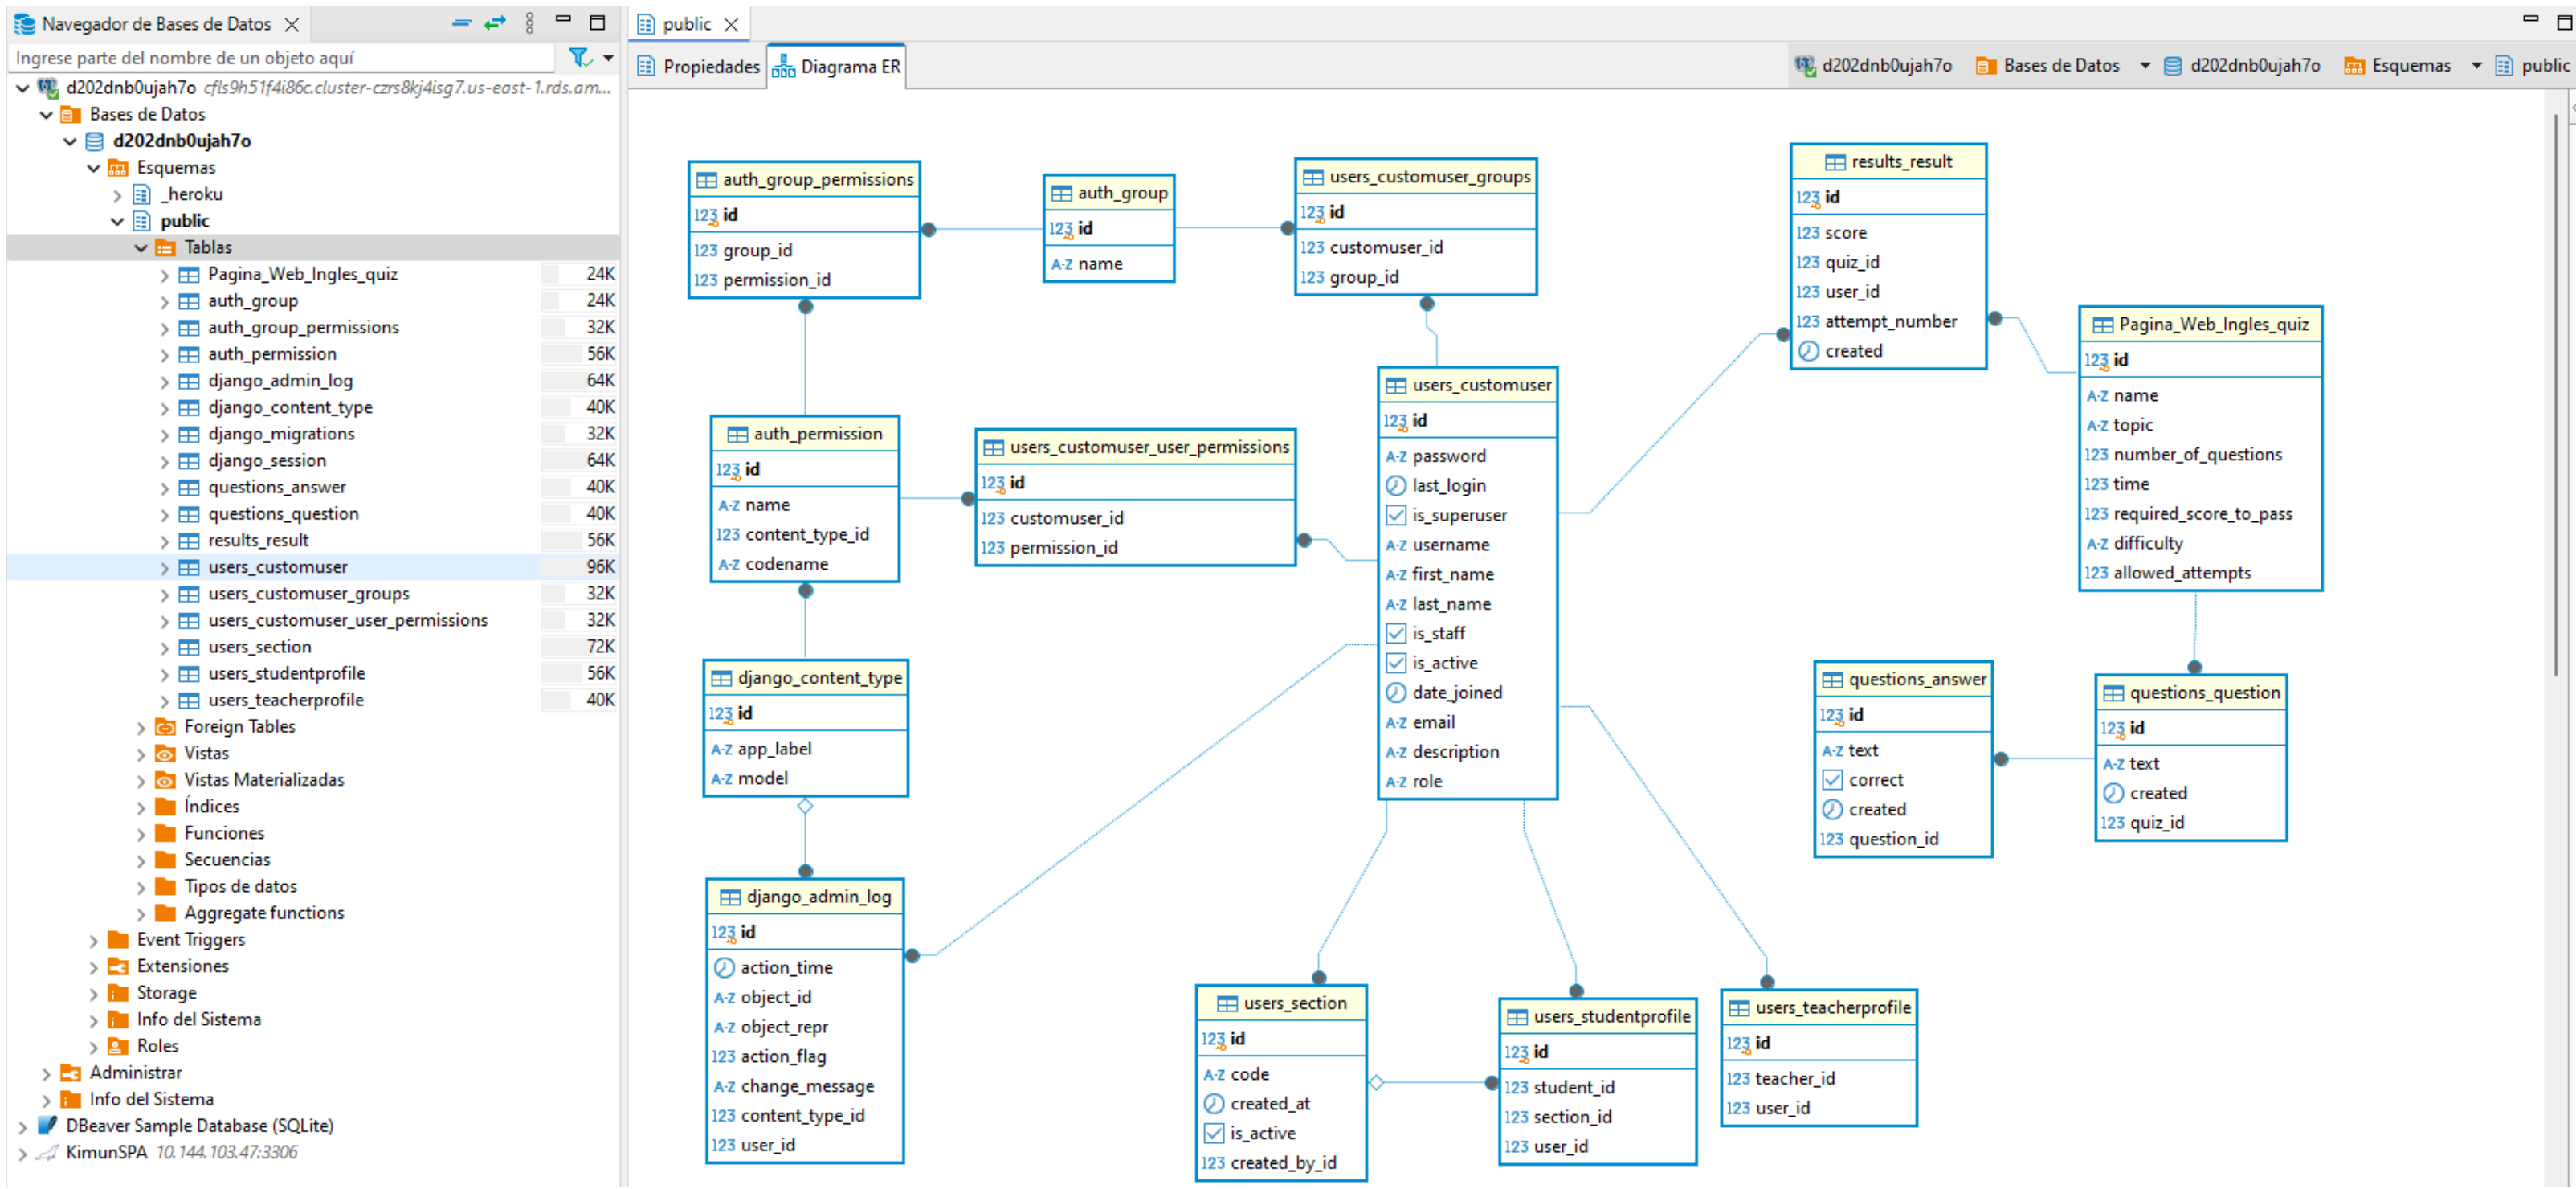 Navegador de Bases de Datos
Ingrese parte del nombre de un objeto aquí
d202dnb0ujah7o cfls9h51f4i86c.cluster-czrs8kj4isg7.us-east-1.rds.am...
Bases de Datos
d202dnb0ujah7o
Esquemas
_heroku
public
Tablas
Pagina_Web_Ingles_quiz 24K
auth_group 24K
auth_group_permissions 32K
auth_permission 56K
django_admin_log 64K
django_content_type 40K
django_migrations 32K
django_session 64K
questions_answer 40K
questions_question 40K
results_result 56K
users_customuser 96K
users_customuser_groups 32K
users_customuser_user_permissions 32K
users_section 72K
users_studentprofile 56K
users_teacherprofile 40K
Foreign Tables
Vistas
Vistas Materializadas
Índices
Funciones
Secuencias
Tipos de datos
Aggregate functions
Event Triggers
Extensiones
Storage
Info del Sistema
Roles
Administrar
Info del Sistema
DBeaver Sample Database (SQLite)
KimunSPA 10.144.103.47:3306
public
Propiedades
Diagrama ER
d202dnb0ujah7o Bases de Datos d202dnb0ujah7o Esquemas public
auth_group_permissions
123 id
123 group_id
123 permission_id
auth_group
123 id
A-Z name
users_customuser_groups
123 id
123 customuser_id
123 group_id
results_result
123 id
123 score
123 quiz_id
123 user_id
123 attempt_number
created
Pagina_Web_Ingles_quiz
123 id
A-Z name
A-Z topic
123 number_of_questions
123 time
123 required_score_to_pass
A-Z difficulty
123 allowed_attempts
auth_permission
123 id
A-Z name
123 content_type_id
A-Z codename
users_customuser_user_permissions
123 id
123 customuser_id
123 permission_id
users_customuser
123 id
A-Z password
last_login
is_superuser
A-Z username
A-Z first_name
A-Z last_name
is_staff
is_active
date_joined
A-Z email
A-Z description
A-Z role
django_content_type
123 id
A-Z app_label
A-Z model
questions_answer
123 id
A-Z text
correct
created
123 question_id
questions_question
123 id
A-Z text
created
123 quiz_id
django_admin_log
123 id
action_time
A-Z object_id
A-Z object_repr
123 action_flag
A-Z change_message
123 content_type_id
123 user_id
users_section
123 id
A-Z code
created_at
is_active
123 created_by_id
users_studentprofile
123 id
123 student_id
123 section_id
123 user_id
users_teacherprofile
123 id
123 teacher_id
123 user_id